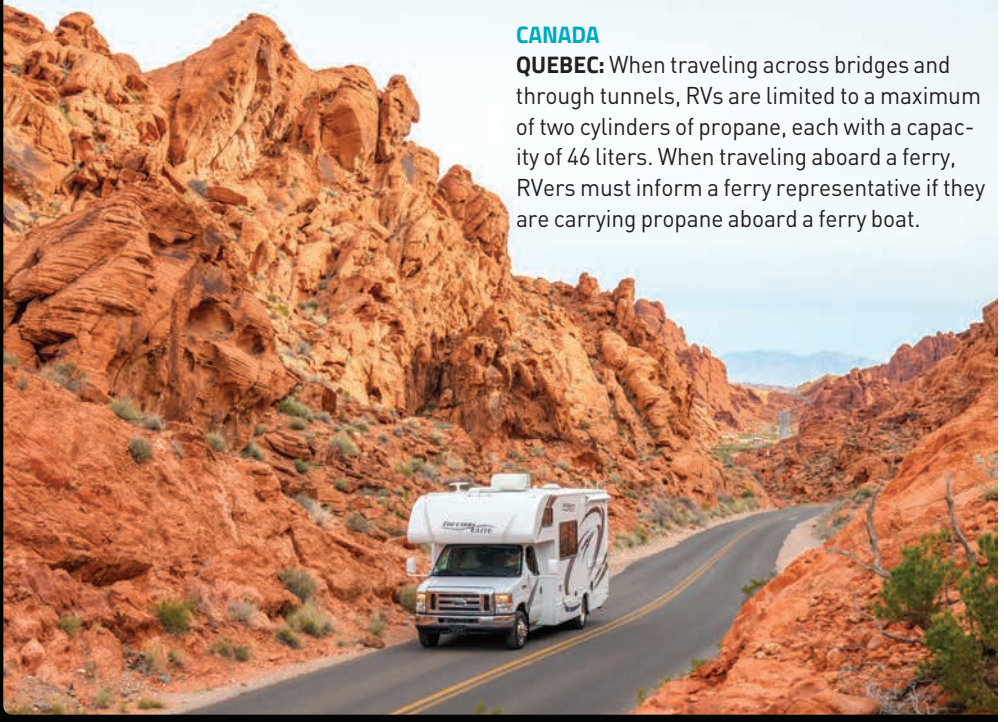 CANADA
QUEBEC: When traveling across bridges and
through tunnels, RVs are limited to a maximum
of two cylinders of propane, each with a capac-
ity of 46 liters. When traveling aboard a ferry,
RVers must inform a ferry representative if they
are carrying propane aboard a ferry boat.
FREEDOM
ELITE